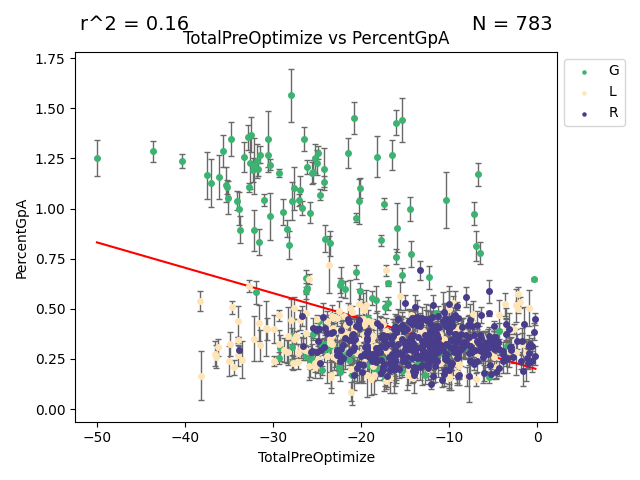 r^2 = 0.16 N = 783
TotalPreOptimize vs PercentGpA
1.75
1.50
1.25
1.00
0.75
0.50
0.25
0.00
PercentGpA
−50 −40 −30 −20 −10 0
TotalPreOptimize
G
L
R